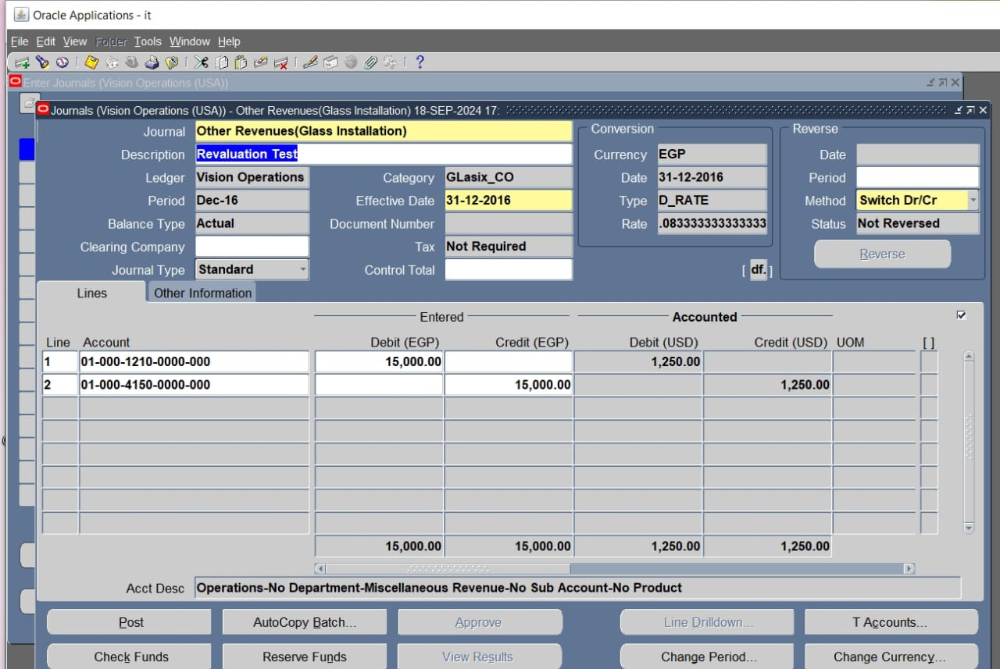 Oracle Applications - it
File Edit View Folder Tools Window Help
Enter Journals (Vision Operations (USA))
Journals (Vision Operations (USA)) - Other Revenues(Glass Installation) 18-SEP-2024 17:
Journal Other Revenues(Glass Installation)
Description Revaluation Test
Ledger Vision Operations Category GLasix_CO
Period Dec-16 Effective Date 31-12-2016
Balance Type Actual Document Number
Clearing Company Tax Not Required
Journal Type Standard Control Total
Conversion
Currency EGP
Date 31-12-2016
Type D_RATE
Rate .083333333333333
Reverse
Date
Period
Method Switch Dr/Cr
Status Not Reversed
Reverse
[ df. ]
Lines Other Information
Entered Accounted
Line Account Debit (EGP) Credit (EGP) Debit (USD) Credit (USD) UOM [ ]
1 01-000-1210-0000-000 15,000.00 1,250.00
2 01-000-4150-0000-000 15,000.00 1,250.00
15,000.00 15,000.00 1,250.00 1,250.00
Acct Desc Operations-No Department-Miscellaneous Revenue-No Sub Account-No Product
Post AutoCopy Batch... Approve Line Drilldown... T Accounts...
Check Funds Reserve Funds View Results Change Period... Change Currency...